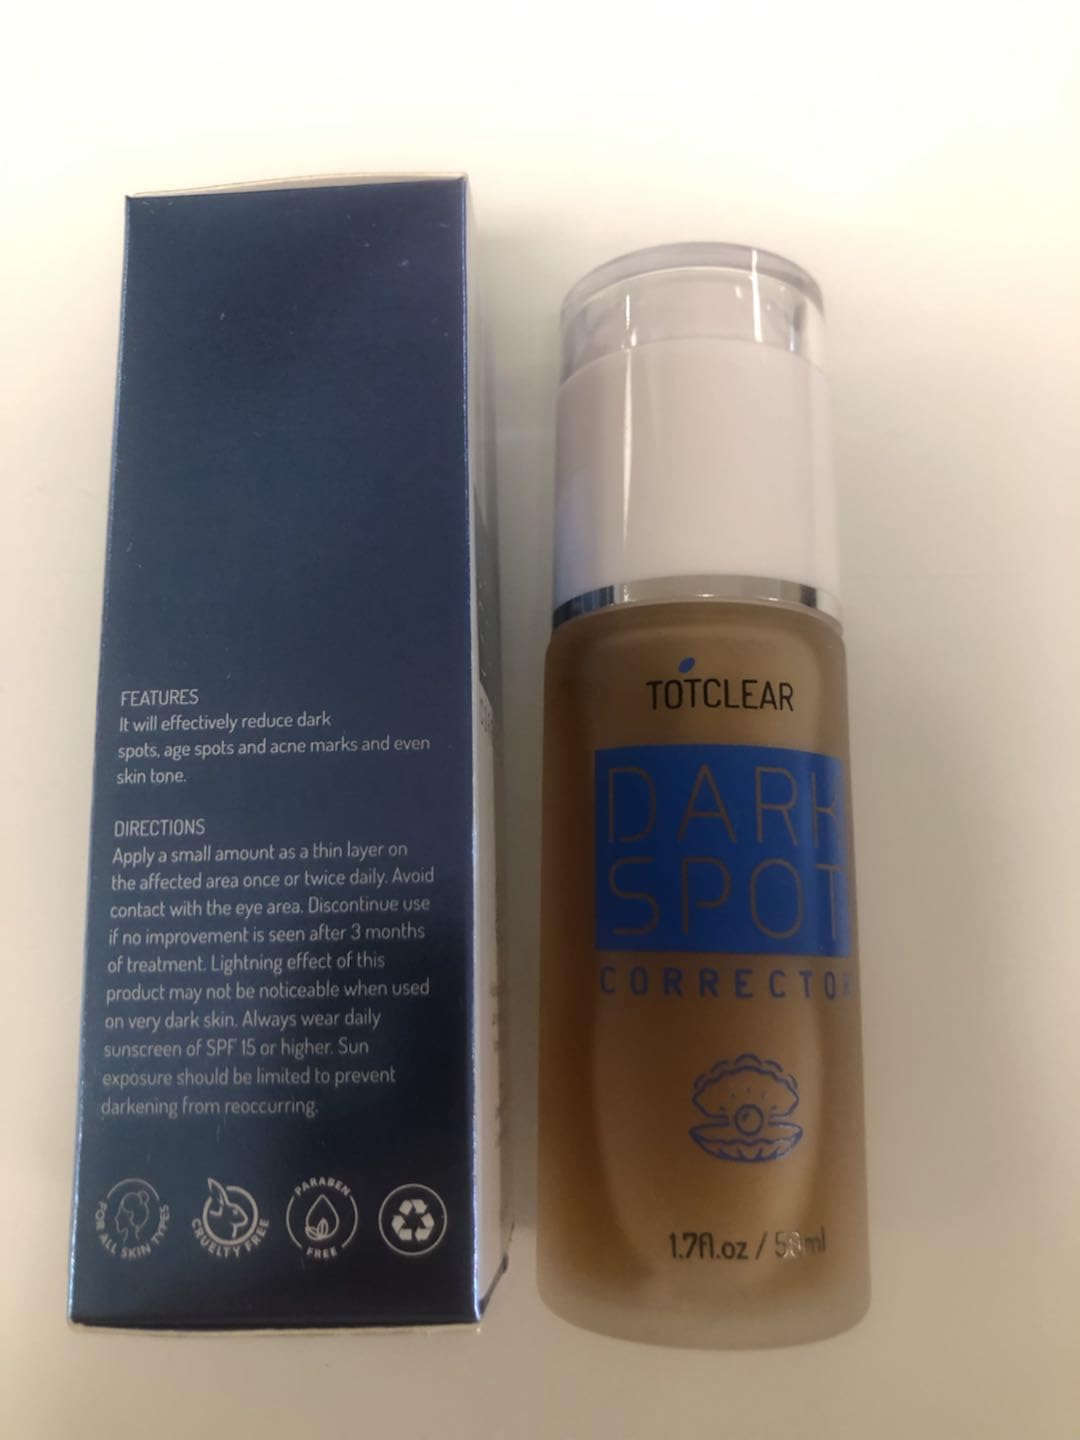 FEATURES
It will effectively reduce dark
spots, age spots and acne marks and even
skin tone.
DIRECTIONS
Apply a small amount as a thin layer on
the affected area once or twice daily. Avoid
contact with the eye area. Discontinue use
if no improvement is seen after 3 months
of treatment. Lightning effect of this
product may not be noticeable when used
on very dark skin. Always wear daily
sunscreen of SPF 15 or higher. Sun
exposure should be limited to prevent
darkening from reoccurring.
FOR ALL SKIN TYPES
CRUELTY FREE
PARABEN
FREE
TOTCLEAR
DARK
SPOT
CORRECTOR
1.7fl.oz / 50ml